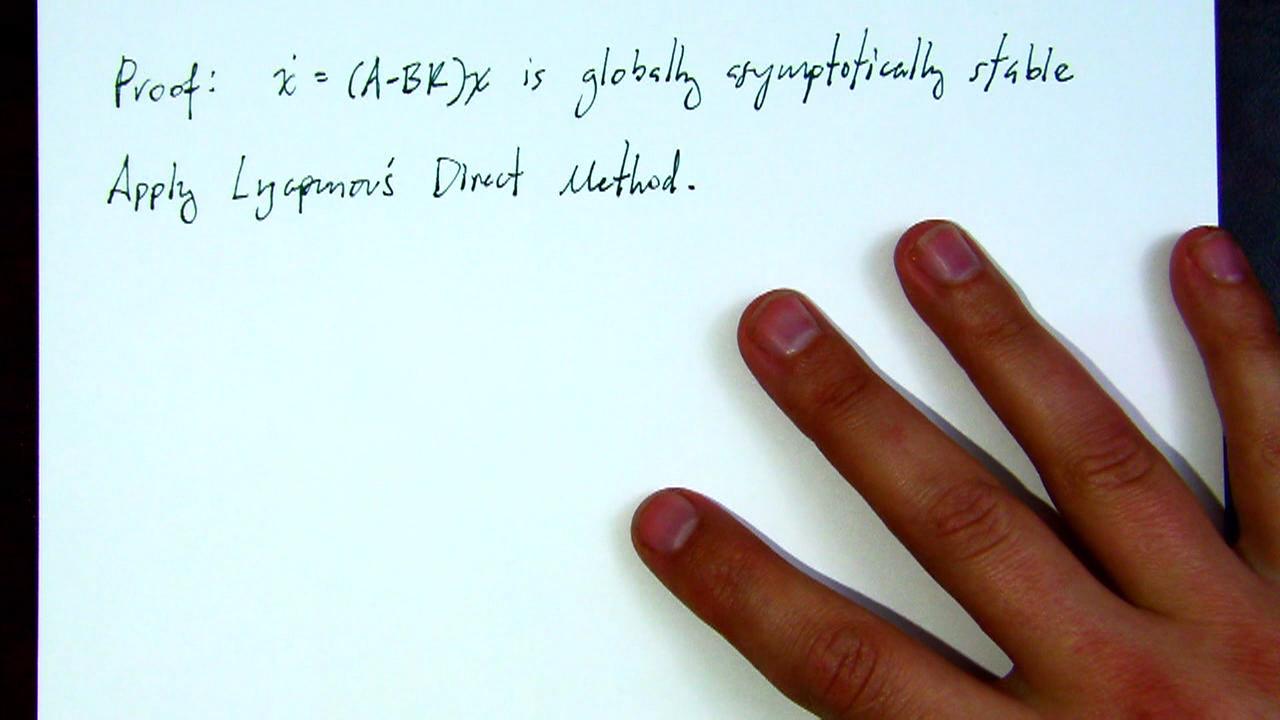 Proof: ẋ = (A-BK)x is globally asymptotically stable
Apply Lyapunov's Direct Method.